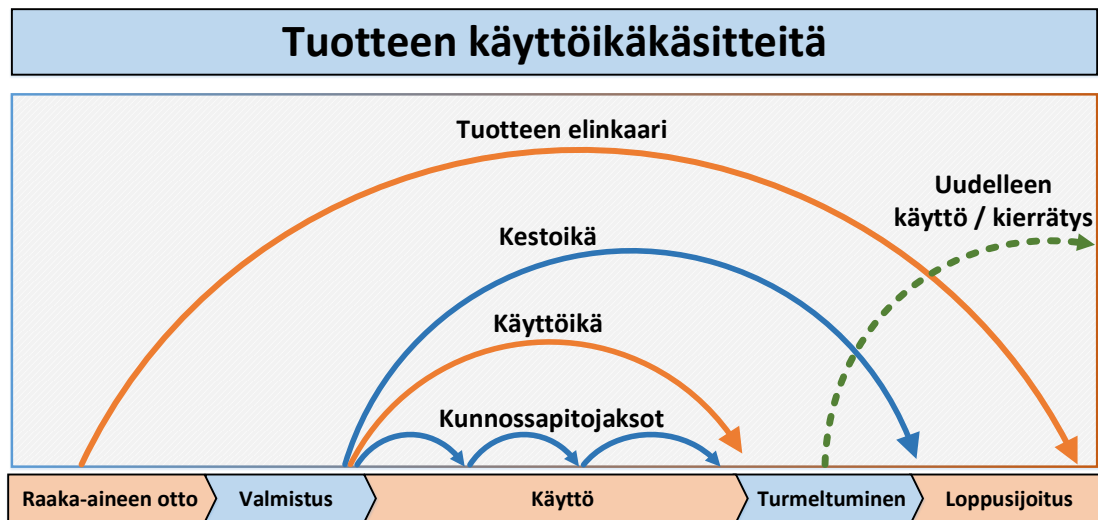 Tuotteen käyttöikäkäsitteitä
Tuotteen elinkaari
Uudelleen
käyttö / kierrätys
Kestoikä
Käyttöikä
Kunnossapitojaksot
Raaka-aineen otto
Valmistus
Käyttö
Turmeltuminen
Loppusijoitus